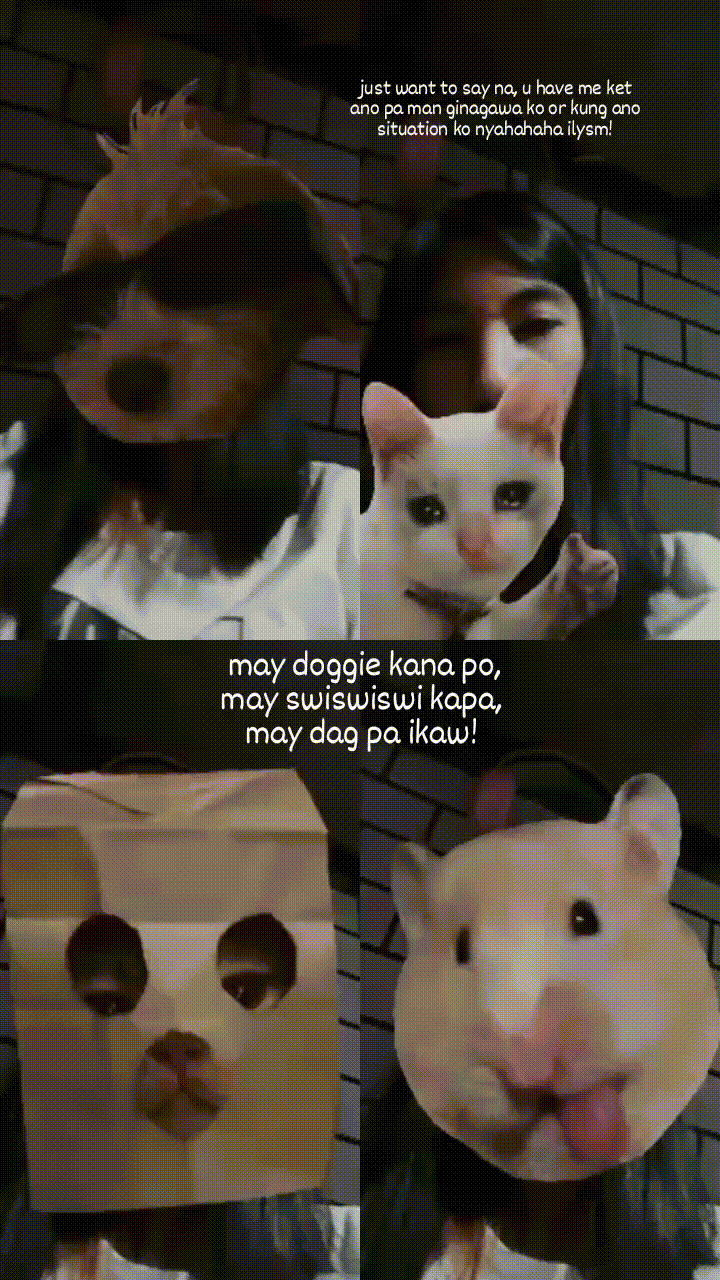 just want to say na, u have me ket
ano pa man ginagawa ko or kung ano
situation ko nyahahaha ilysm!
may doggie kana po,
may swiswiswi kapa,
may dag pa ikaw!